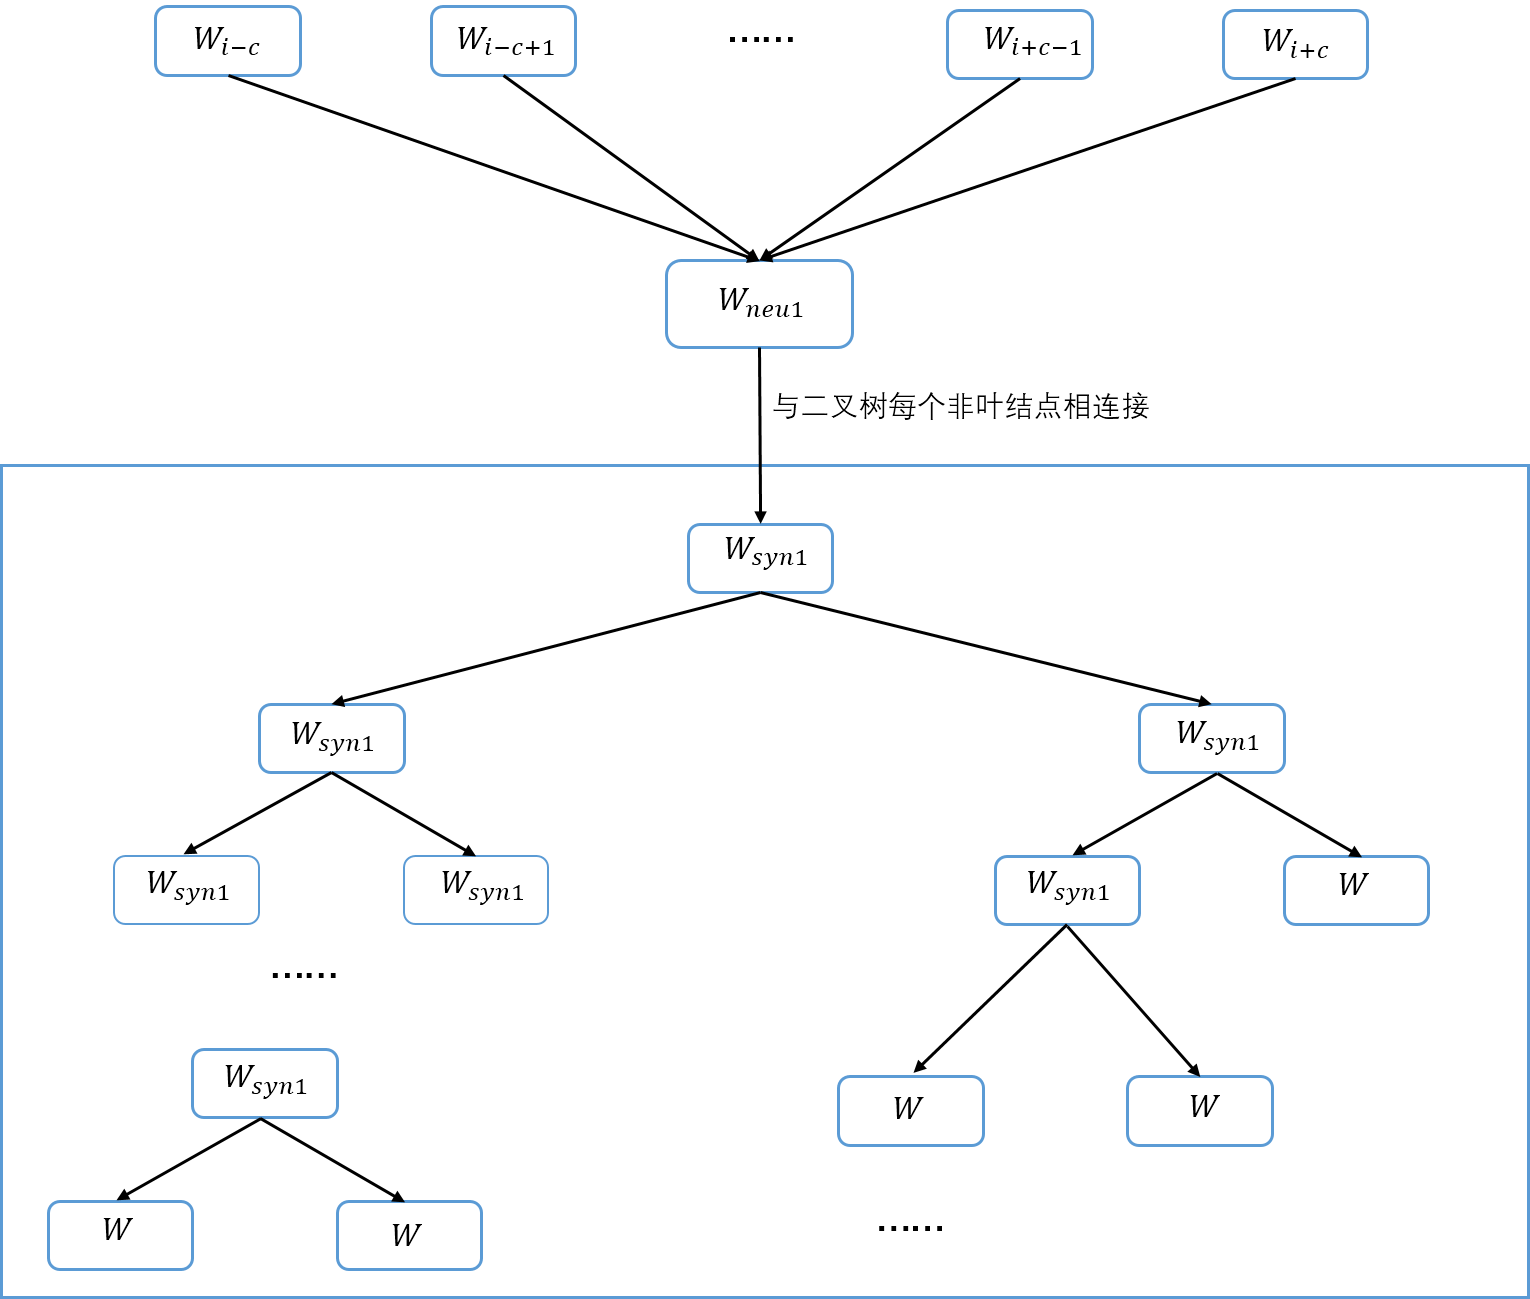 W_{i-c} W_{i-c+1} …… W_{i+c-1} W_{i+c}
W_{neu1}
与二叉树每个非叶结点相连接
W_{syn1}
W_{syn1} W_{syn1}
W_{syn1} W_{syn1} W_{syn1} W
……
W_{syn1}
W W
W W
……